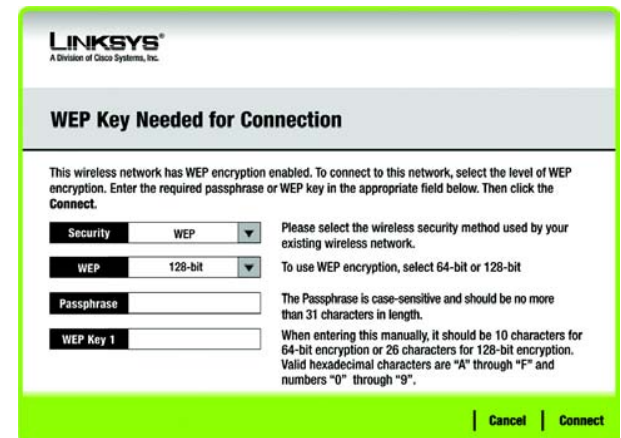 LINKSYS®
A Division of Cisco Systems, Inc.
WEP Key Needed for Connection
This wireless network has WEP encryption enabled. To connect to this network, select the level of WEP
encryption. Enter the required passphrase or WEP key in the appropriate field below. Then click the
Connect.
Security WEP
Please select the wireless security method used by your
existing wireless network.
WEP 128-bit
To use WEP encryption, select 64-bit or 128-bit
Passphrase
The Passphrase is case-sensitive and should be no more
than 31 characters in length.
WEP Key 1
When entering this manually, it should be 10 characters for
64-bit encryption or 26 characters for 128-bit encryption.
Valid hexadecimal characters are “A” through “F” and
numbers “0” through “9”.
Cancel Connect